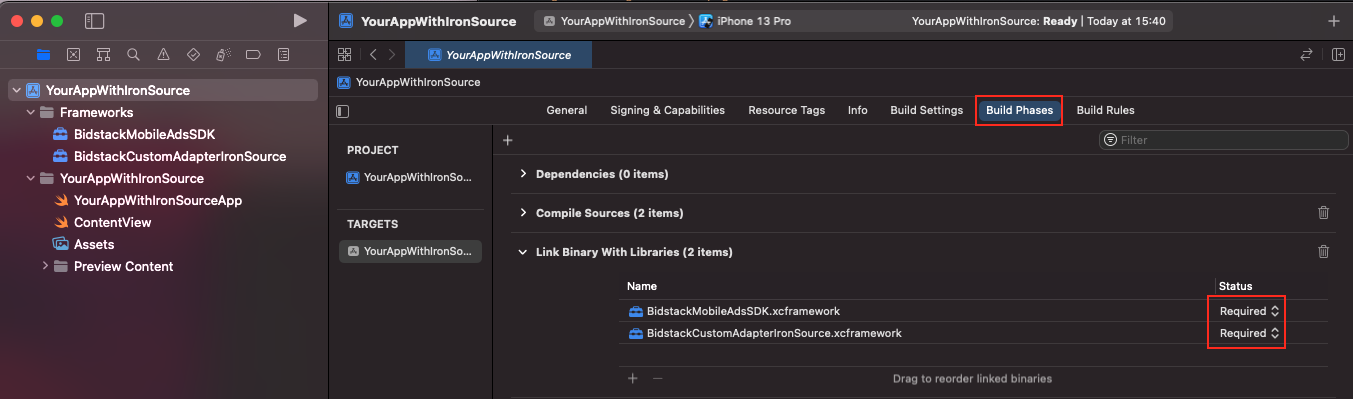 YourAppWithIronSource
YourAppWithIronSource
iPhone 13 Pro
YourAppWithIronSource: Ready | Today at 15:40
YourAppWithIronSource
YourAppWithIronSource
YourAppWithIronSource
Frameworks
BidstackMobileAdsSDK
BidstackCustomAdapterIronSource
YourAppWithIronSource
YourAppWithIronSourceApp
ContentView
Assets
Preview Content
General
Signing & Capabilities
Resource Tags
Info
Build Settings
Build Phases
Build Rules
PROJECT
YourAppWithIronSo...
TARGETS
YourAppWithIronSo...
Filter
Dependencies (0 items)
Compile Sources (2 items)
Link Binary With Libraries (2 items)
Name
Status
BidstackMobileAdsSDK.xcframework
Required
BidstackCustomAdapterIronSource.xcframework
Required
Drag to reorder linked binaries